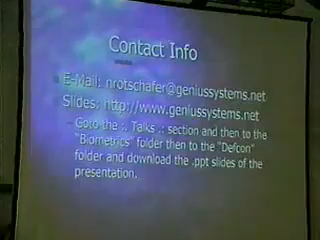 Contact Info
E-Mail: nrotschafer@geniussystems.net
Slides: http://www.geniussystems.net
– Goto the :. Talks .: section and then to the
"Biometrics" folder then to the "Defcon"
folder and download the .ppt slides of the
presentation.